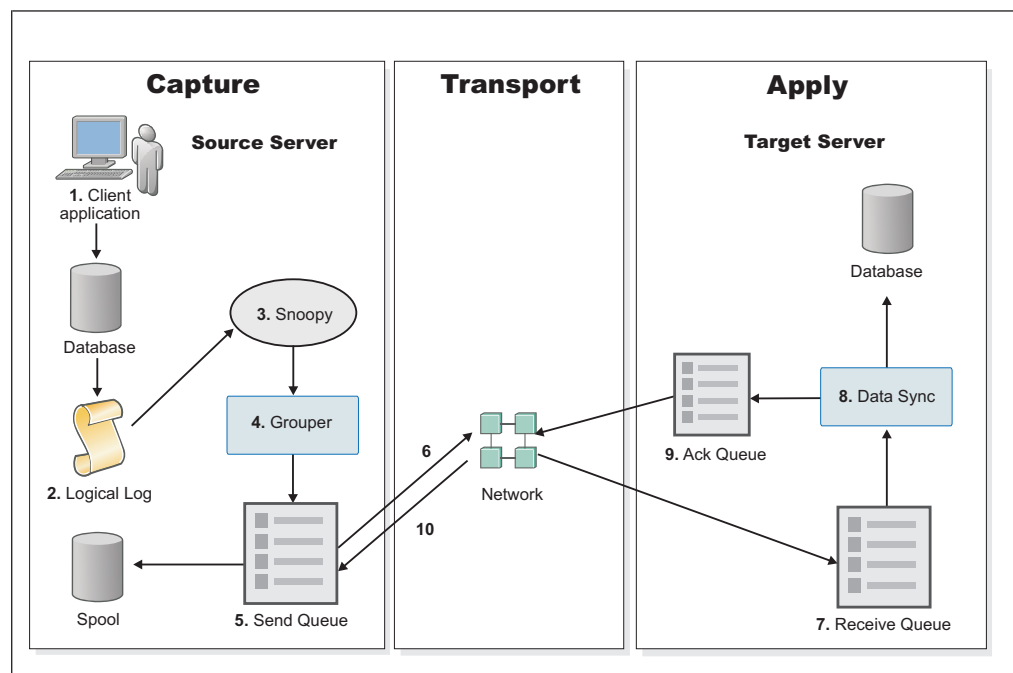 Capture
Source Server
1. Client
application
Database
2. Logical Log
3. Snoopy
4. Grouper
5. Send Queue
Spool
Transport
6
10
Network
Apply
Target Server
Database
8. Data Sync
9. Ack Queue
7. Receive Queue